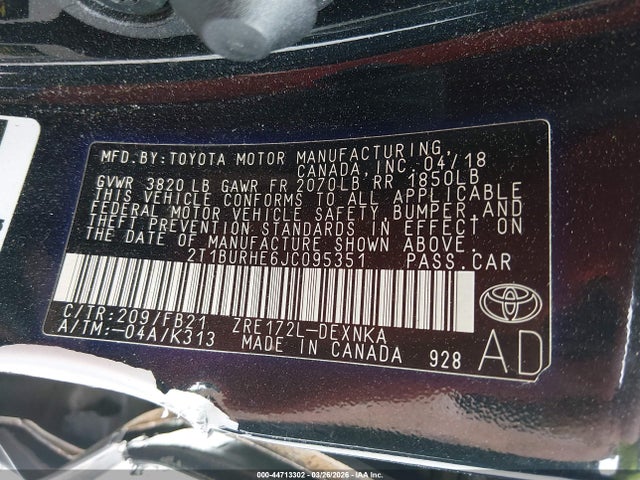 MFD.BY:TOYOTA MOTOR MANUFACTURING,
CANADA, INC. 04/18
GVWR 3820 LB GAWR FR 2070LB RR 1850LB
THIS VEHICLE CONFORMS TO ALL APPLICABLE
FEDERAL MOTOR VEHICLE SAFETY,BUMPER,AND
THEFT PREVENTION STANDARDS IN EFFECT ON
THE DATE OF MANUFACTURE SHOWN ABOVE.
2T1BURHE6JC095351 PASS.CAR
C/TR:209/FB21 ZRE172L-DEXNKA
A/TM:-04A/K313 MADE IN CANADA 928
TOYOTA
AD
000-44713302 - 03/26/2026 - IAA Inc.